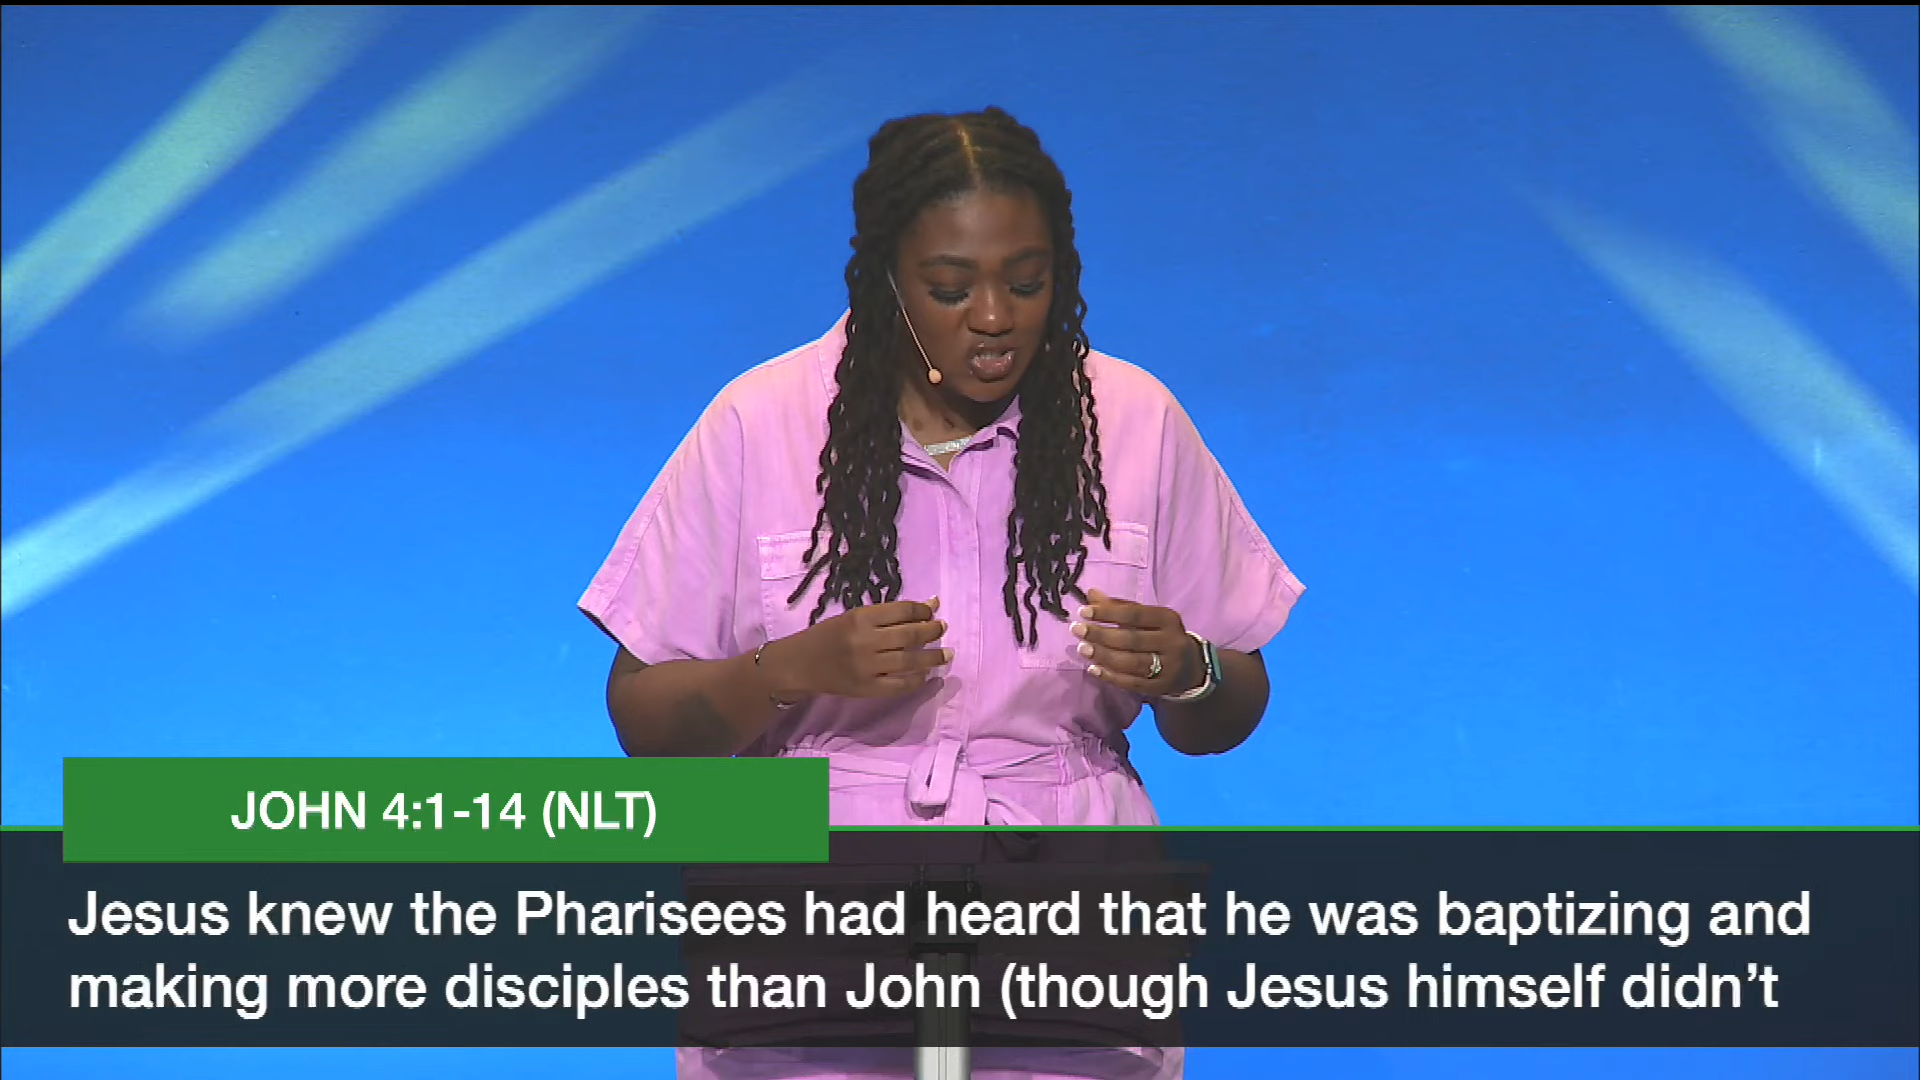 JOHN 4:1-14 (NLT)
Jesus knew the Pharisees had heard that he was baptizing and
making more disciples than John (though Jesus himself didn’t